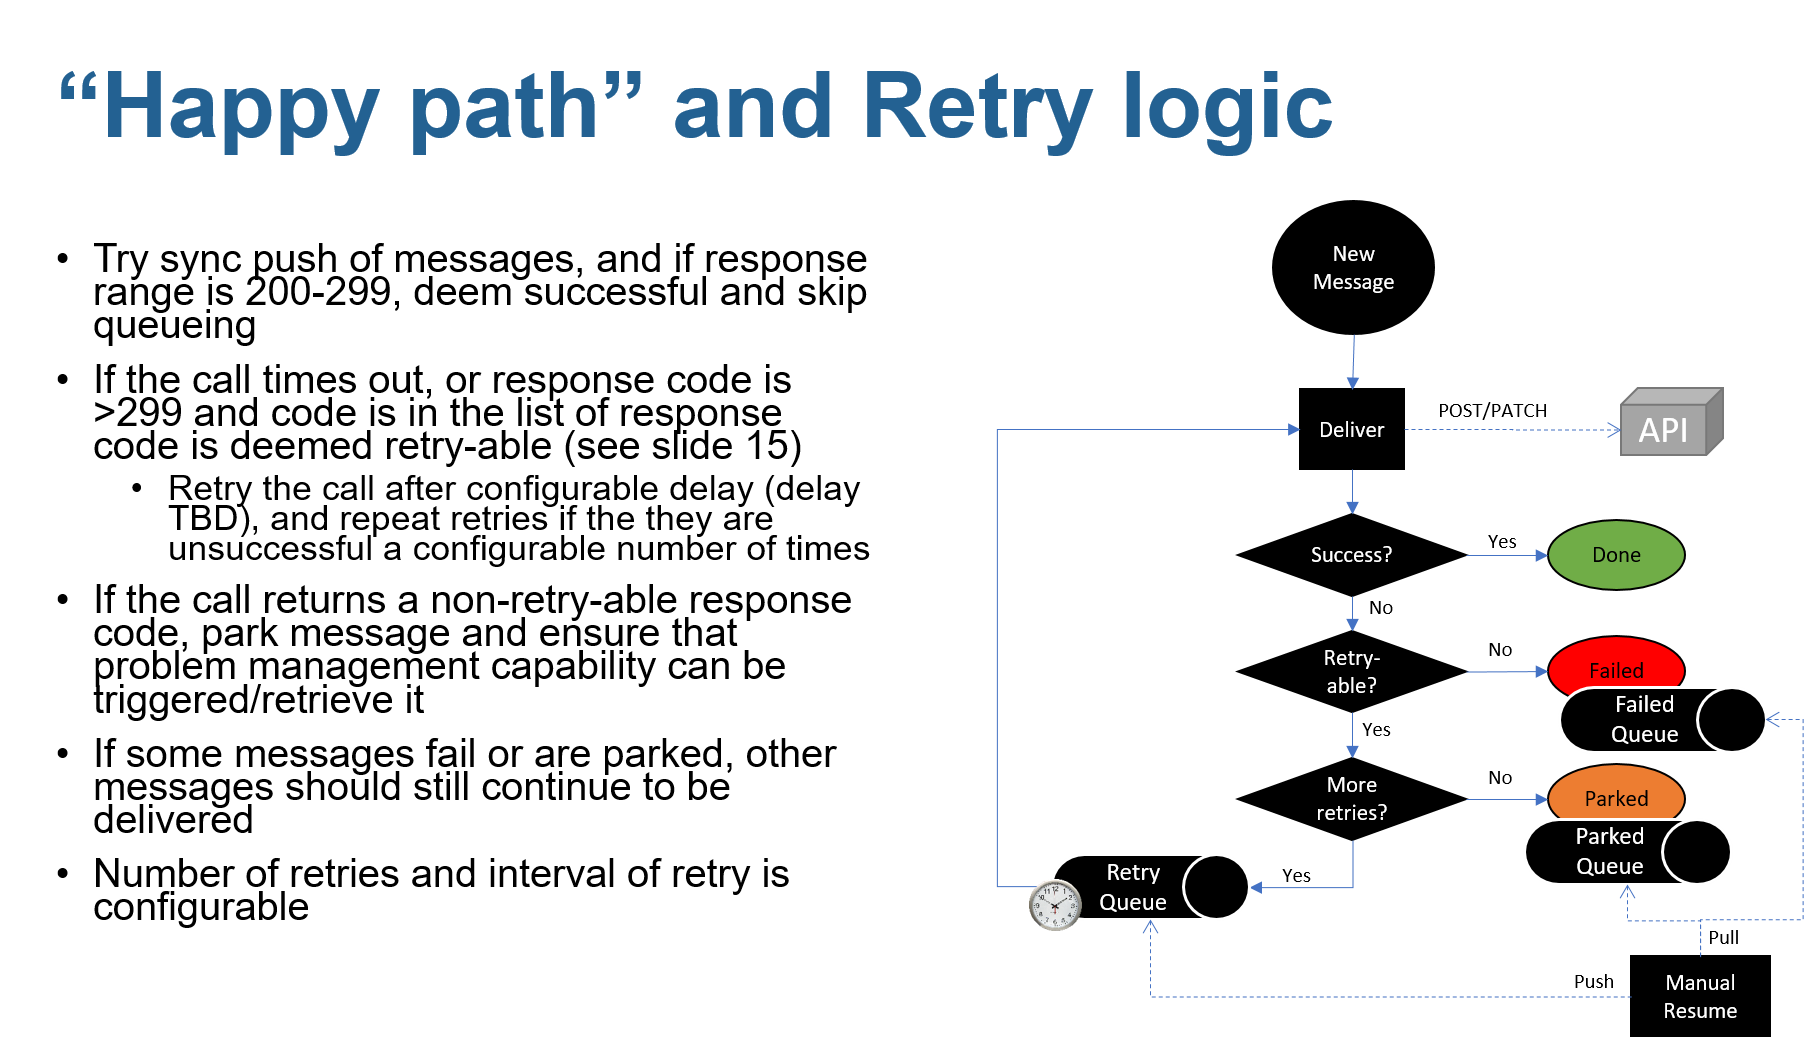 “Happy path” and Retry logic
• Try sync push of messages, and if response
range is 200-299, deem successful and skip
queueing
• If the call times out, or response code is
>299 and code is in the list of response
code is deemed retry-able (see slide 15)
• Retry the call after configurable delay (delay
TBD), and repeat retries if the they are
unsuccessful a configurable number of times
• If the call returns a non-retry-able response
code, park message and ensure that
problem management capability can be
triggered/retrieve it
• If some messages fail or are parked, other
messages should still continue to be
delivered
• Number of retries and interval of retry is
configurable
New
Message
Deliver
POST/PATCH
API
Success?
Yes
Done
No
Retry-
able?
No
Failed
Failed
Queue
Yes
More
retries?
No
Parked
Parked
Queue
Yes
Retry
Queue
Pull
Push
Manual
Resume